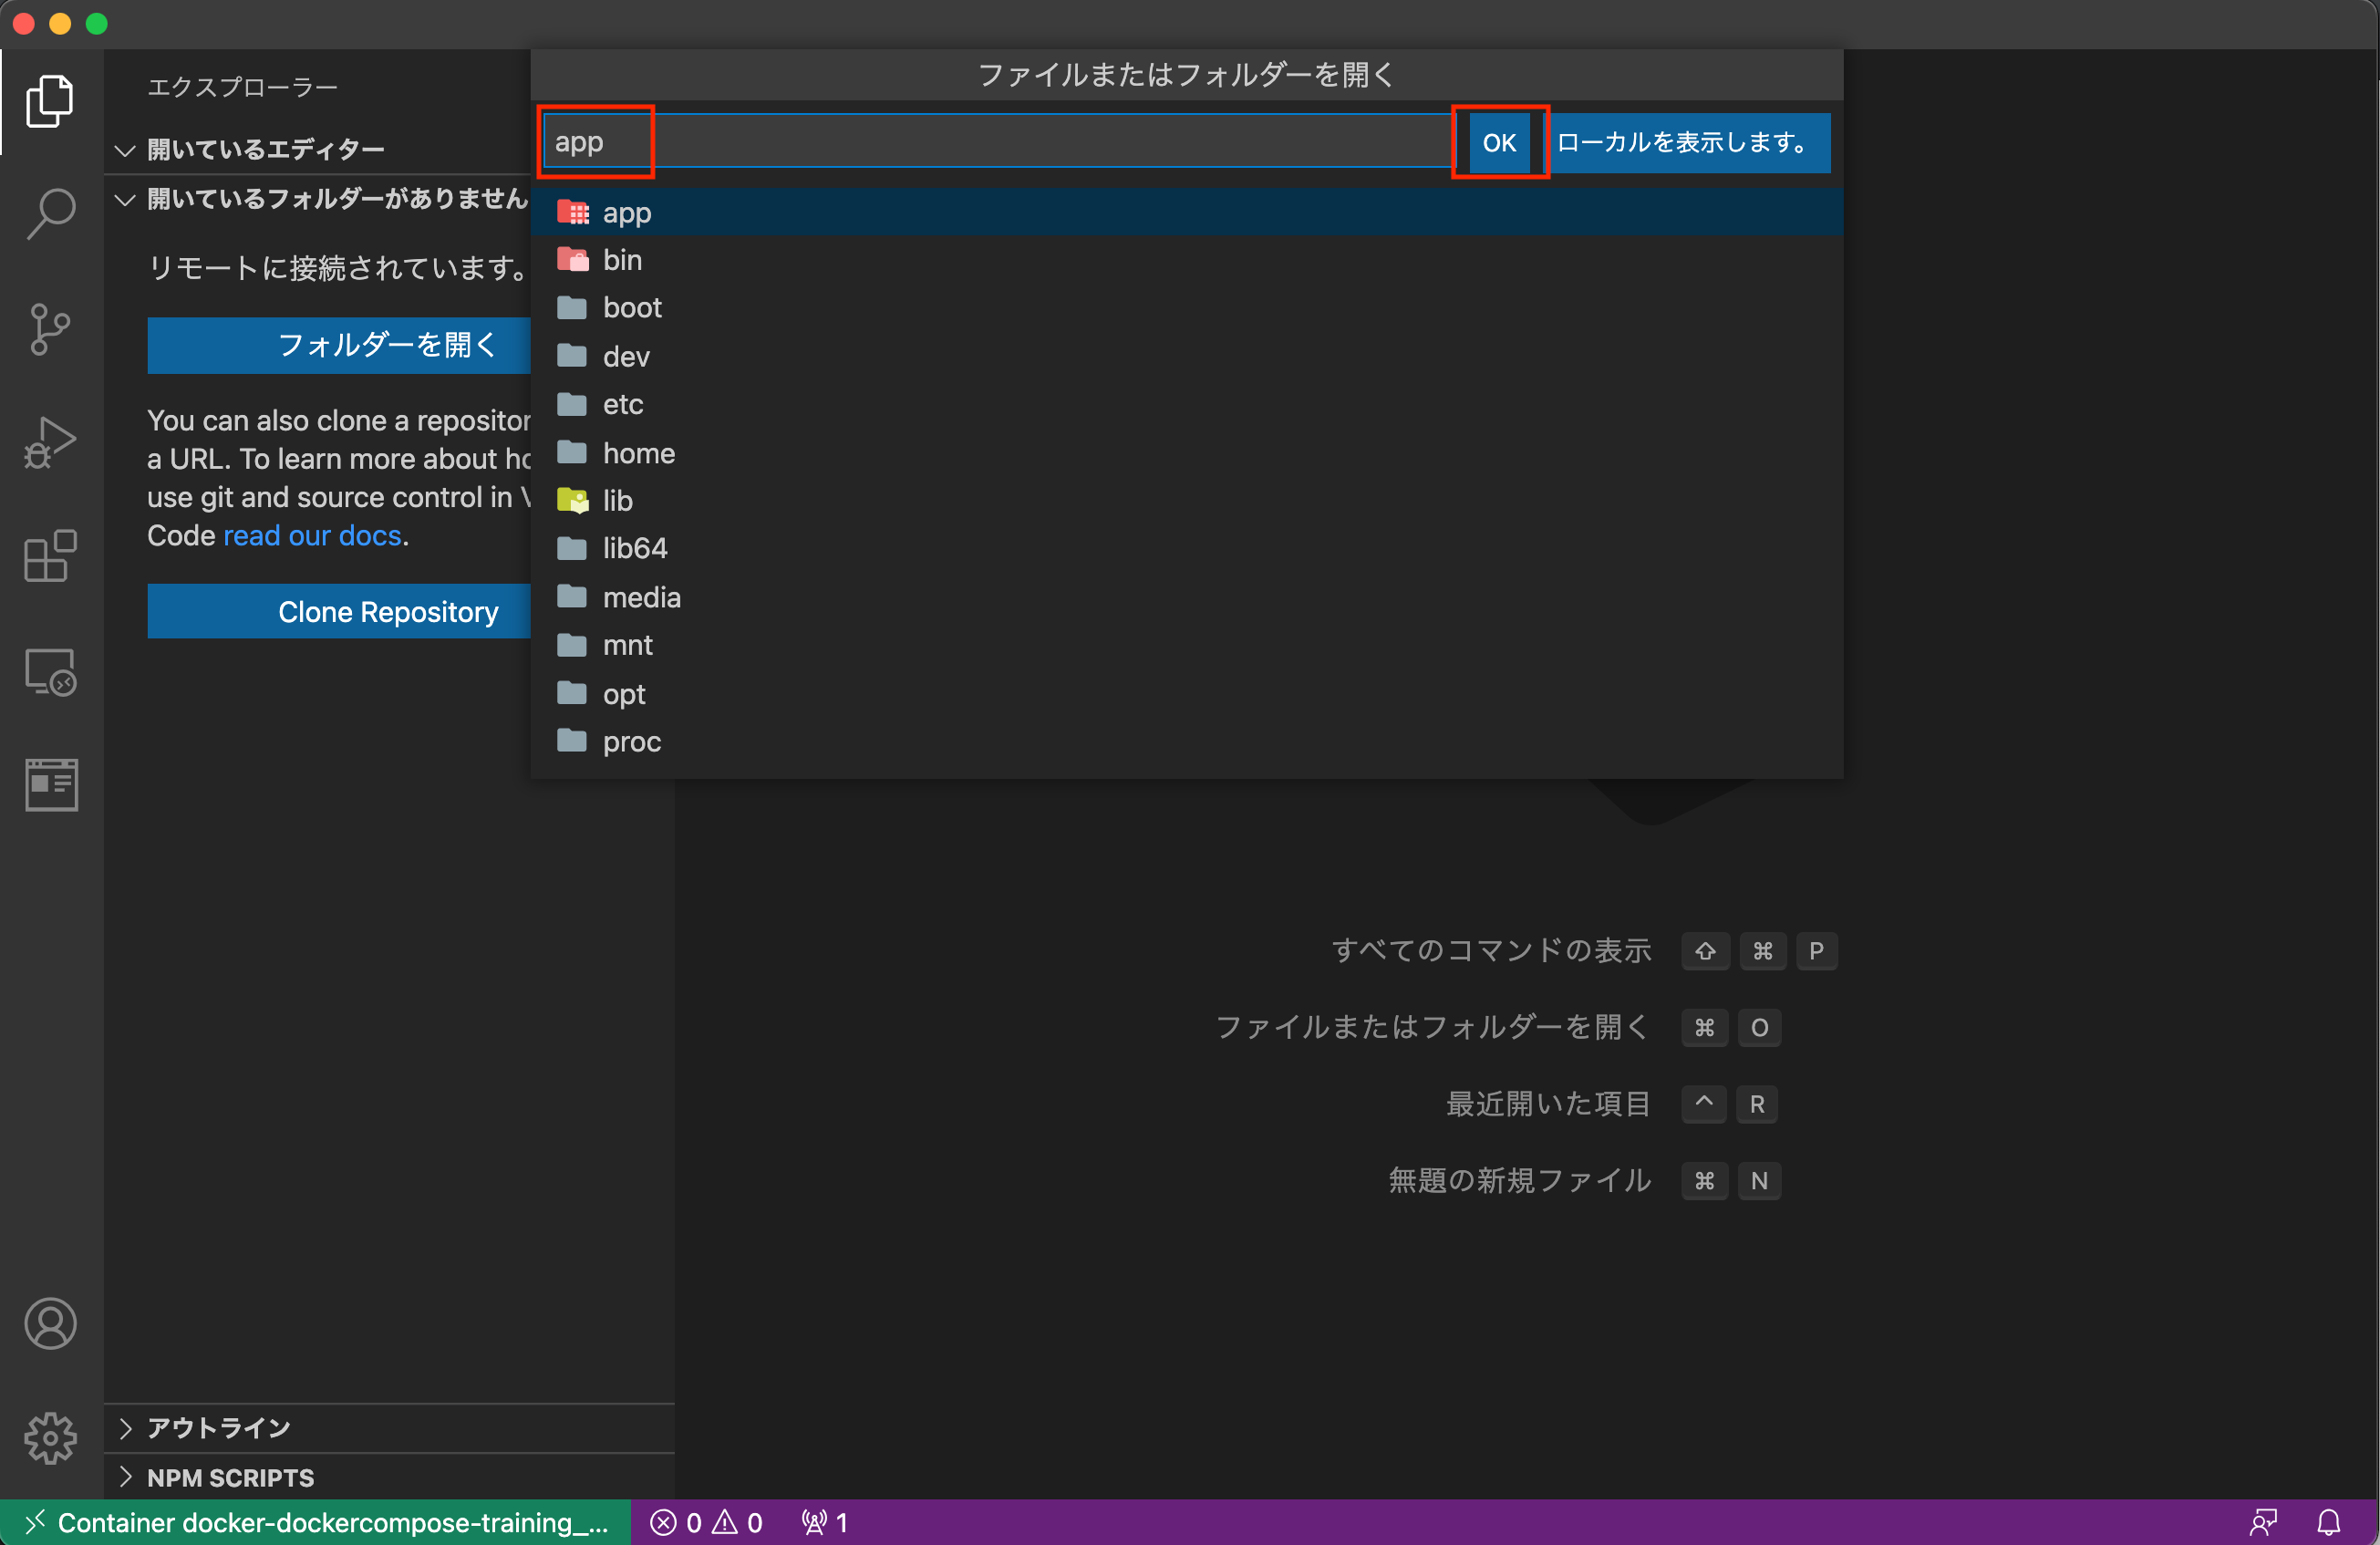 エクスプローラー
開いているエディター
開いているフォルダーがありません
リモートに接続されています。
フォルダーを開く
You can also clone a repositor
a URL. To learn more about ho
use git and source control in V
Code read our docs.
Clone Repository
ファイルまたはフォルダーを開く
app
OK
ローカルを表示します。
app
bin
boot
dev
etc
home
lib
lib64
media
mnt
opt
proc
すべてのコマンドの表示 ⇧ ⌘ P
ファイルまたはフォルダーを開く ⌘ O
最近開いた項目 ^ R
無題の新規ファイル ⌘ N
アウトライン
NPM SCRIPTS
Container docker-dockercompose-training_... 0 0 1